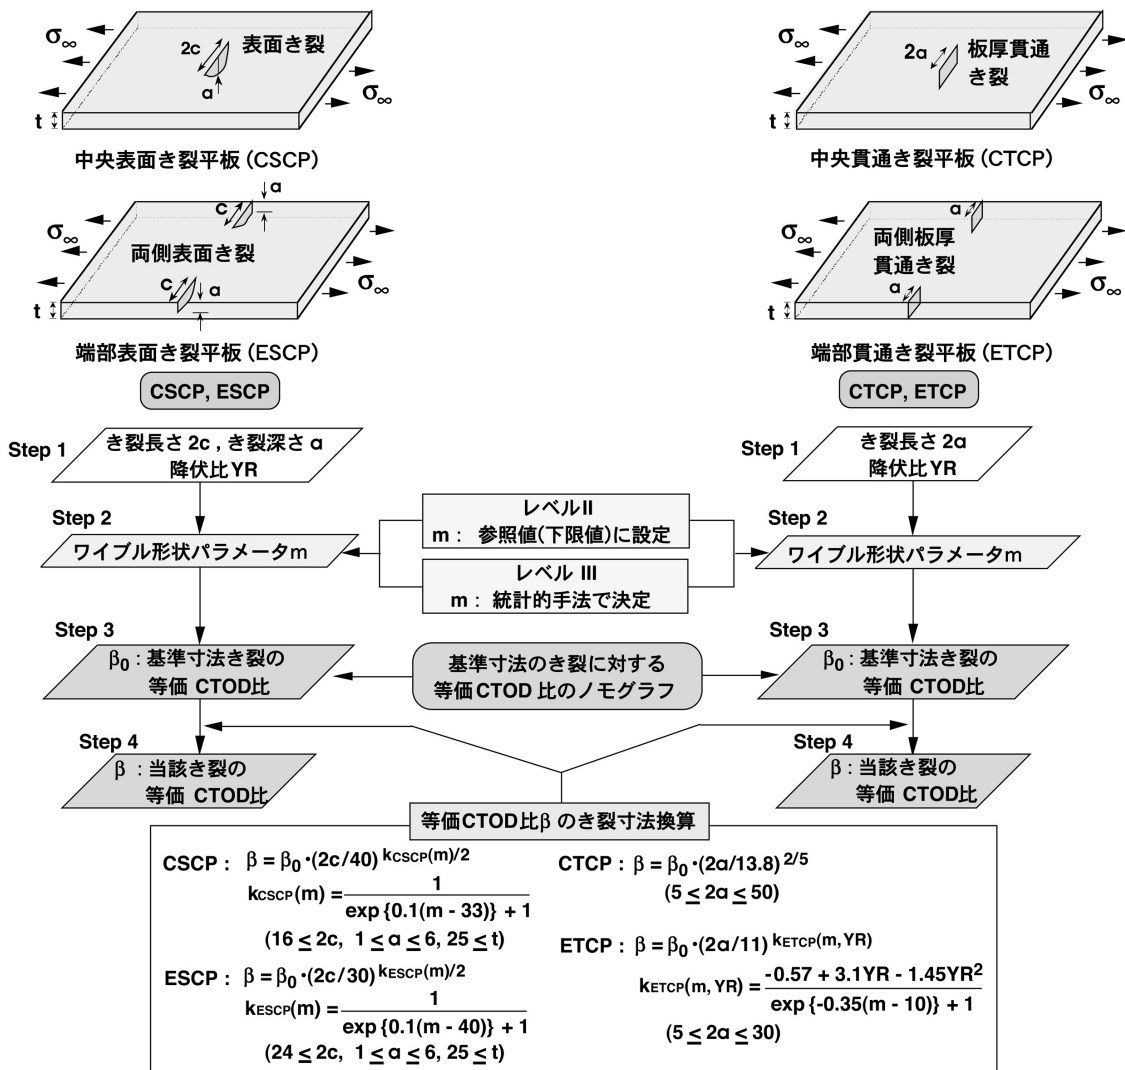 σ∞
2c
表面き裂
a
σ∞
t
中央表面き裂平板 (CSCP)
σ∞
2a
板厚貫通
き裂
σ∞
t
中央貫通き裂平板 (CTCP)
a
c
σ∞
両側表面き裂
c
a
σ∞
t
端部表面き裂平板 (ESCP)
a
σ∞
両側板厚
貫通き裂
a
σ∞
t
端部貫通き裂平板 (ETCP)
CSCP, ESCP
CTCP, ETCP
Step 1
き裂長さ 2c , き裂深さ a
降伏比 YR
Step 1
き裂長さ 2a
降伏比 YR
Step 2
ワイブル形状パラメータm
レベルII
m : 参照値(下限値)に設定
レベル III
m : 統計的手法で決定
Step 2
ワイブル形状パラメータm
Step 3
β0 : 基準寸法き裂の
等価 CTOD比
基準寸法のき裂に対する
等価 CTOD 比のノモグラフ
Step 3
β0 : 基準寸法き裂の
等価 CTOD比
Step 4
β : 当該き裂の
等価 CTOD比
Step 4
β : 当該き裂の
等価 CTOD比
等価CTOD比β のき裂寸法換算
CSCP : β = β0・(2c/40) kCSCP(m)/2
kCSCP(m) = 1
exp {0.1(m - 33)} + 1
(16 ≤ 2c, 1 ≤ a ≤ 6, 25 ≤ t)
ESCP : β = β0・(2c/30) kESCP(m)/2
kESCP(m) = 1
exp {0.1(m - 40)} + 1
(24 ≤ 2c, 1 ≤ a ≤ 6, 25 ≤ t)
CTCP : β = β0・(2a/13.8) 2/5
(5 ≤ 2a ≤ 50)
ETCP : β = β0・(2a/11) kETCP(m, YR)
kETCP(m, YR) = -0.57 + 3.1YR - 1.45YR2
exp {-0.35(m - 10)} + 1
(5 ≤ 2a ≤ 30)